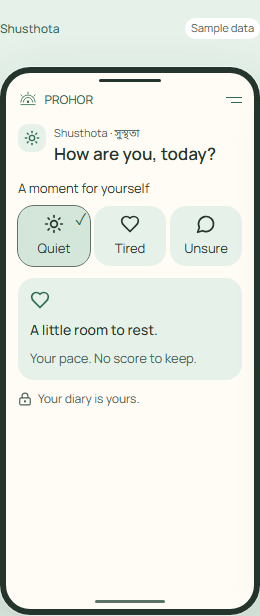 Shusthota
Sample data
PROHOR
Shusthota · সুস্থতা
How are you, today?
A moment for yourself
Quiet
Tired
Unsure
A little room to rest.
Your pace. No score to keep.
Your diary is yours.